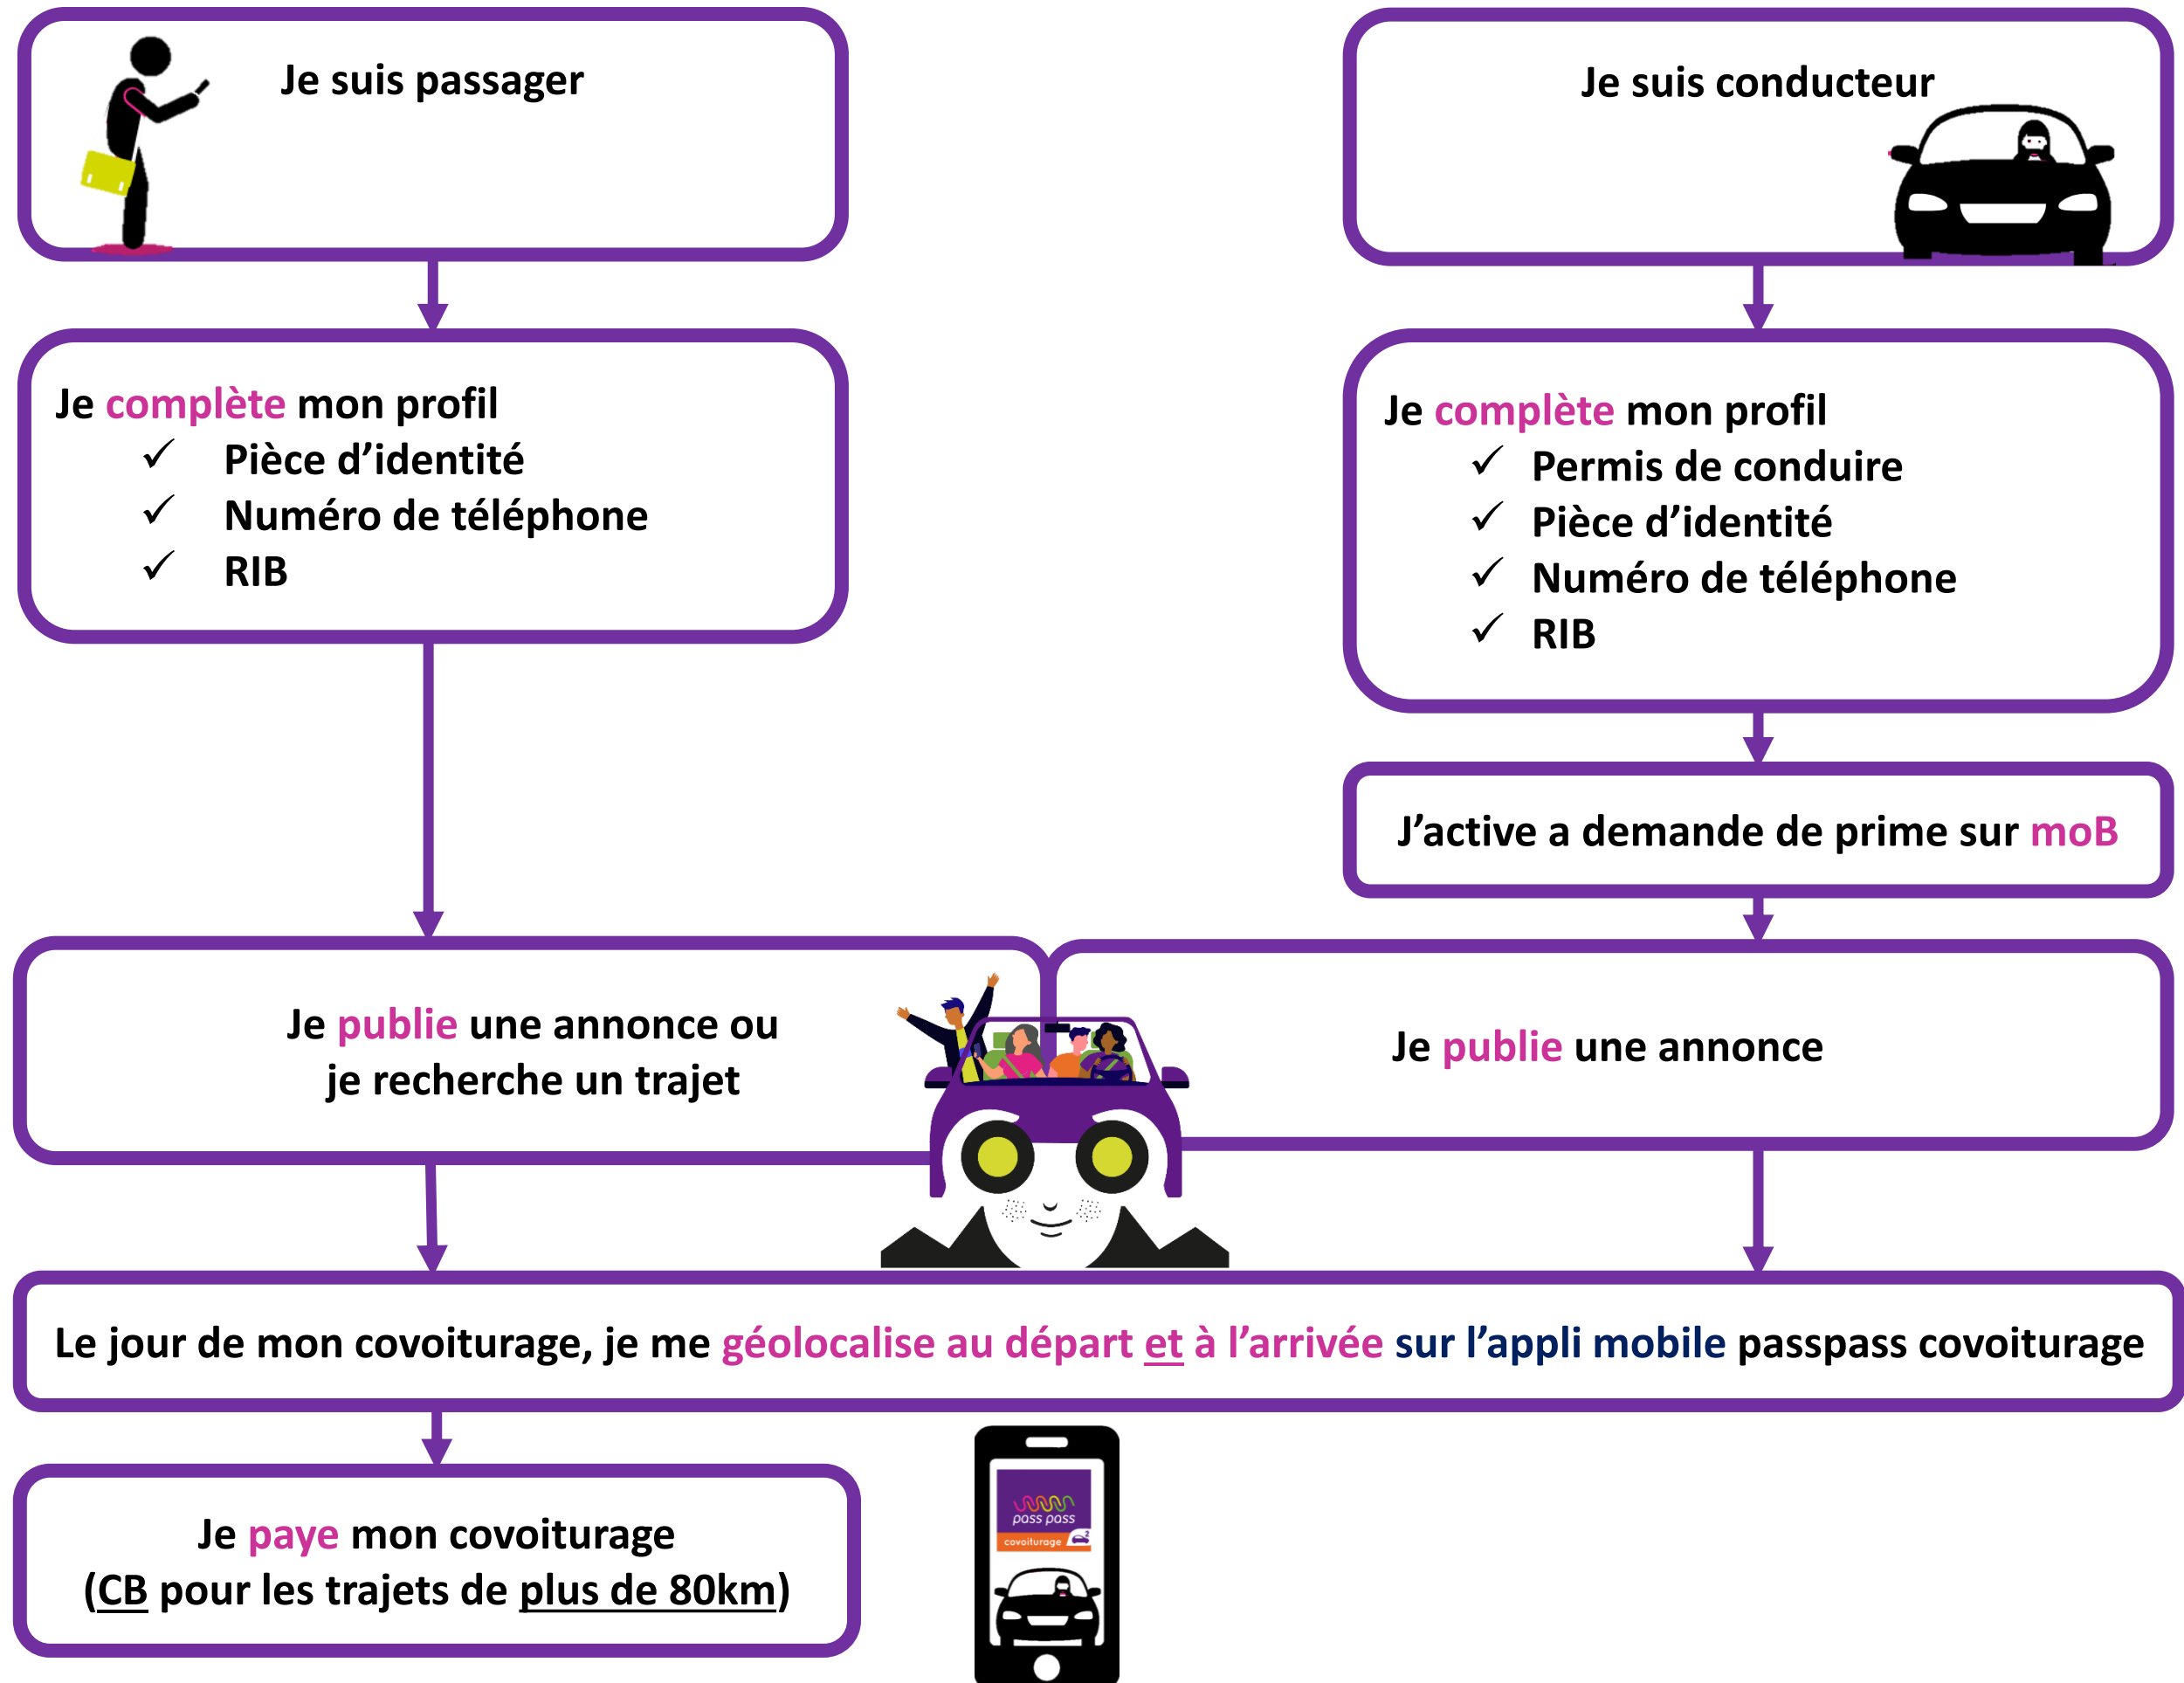 Je suis passager
Je suis conducteur
Je complète mon profil
✓ Pièce d’identité
✓ Numéro de téléphone
✓ RIB
Je complète mon profil
✓ Permis de conduire
✓ Pièce d’identité
✓ Numéro de téléphone
✓ RIB
J’active a demande de prime sur moB
Je publie une annonce ou
je recherche un trajet
Je publie une annonce
Le jour de mon covoiturage, je me géolocalise au départ et à l’arrivée sur l’appli mobile passpass covoiturage
Je paye mon covoiturage
(CB pour les trajets de plus de 80km)
pass pass
covoiturage
2